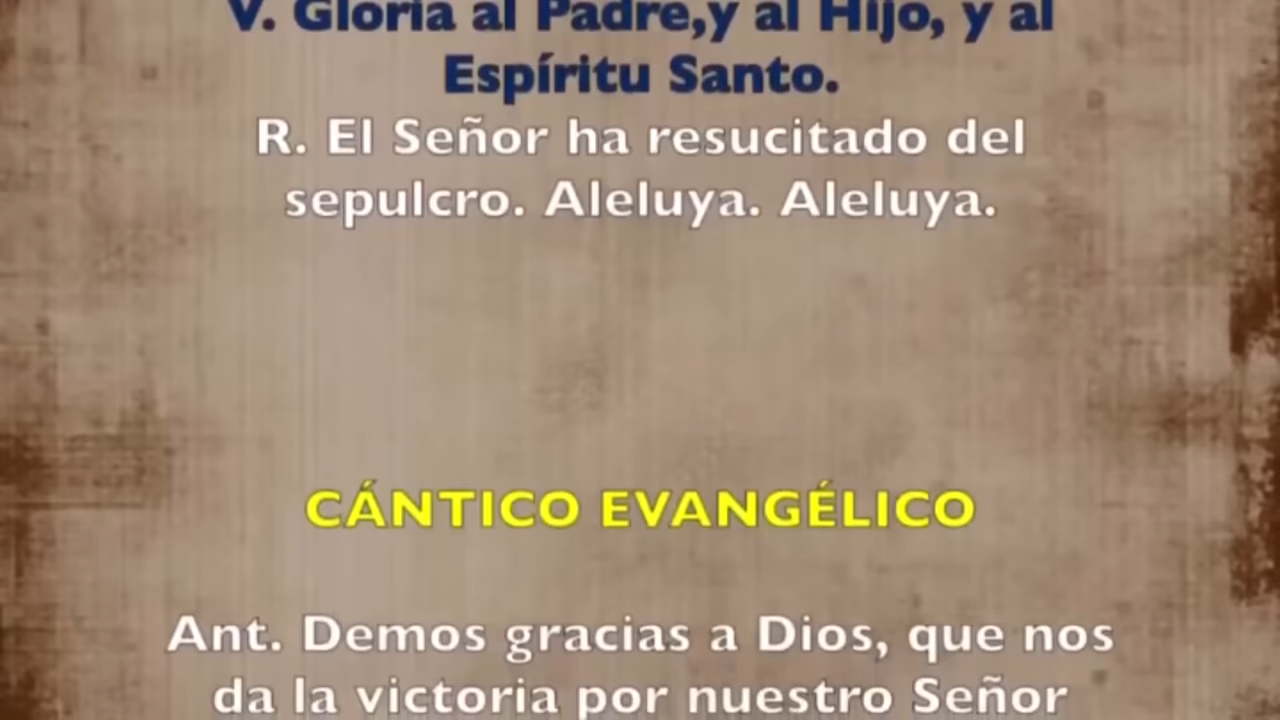 V. Gloria al Padre,y al Hijo, y al
Espíritu Santo.
R. El Señor ha resucitado del
sepulcro. Aleluya. Aleluya.
CÁNTICO EVANGÉLICO
Ant. Demos gracias a Dios, que nos
da la victoria por nuestro Señor